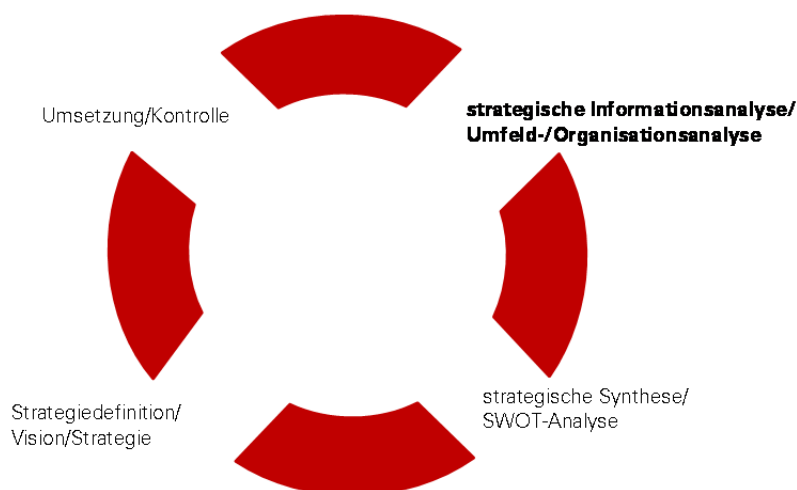 Umsetzung/Kontrolle
strategische Informationsanalyse/
Umfeld-/Organisationsanalyse
strategische Synthese/
SWOT-Analyse
Strategiedefinition/
Vision/Strategie